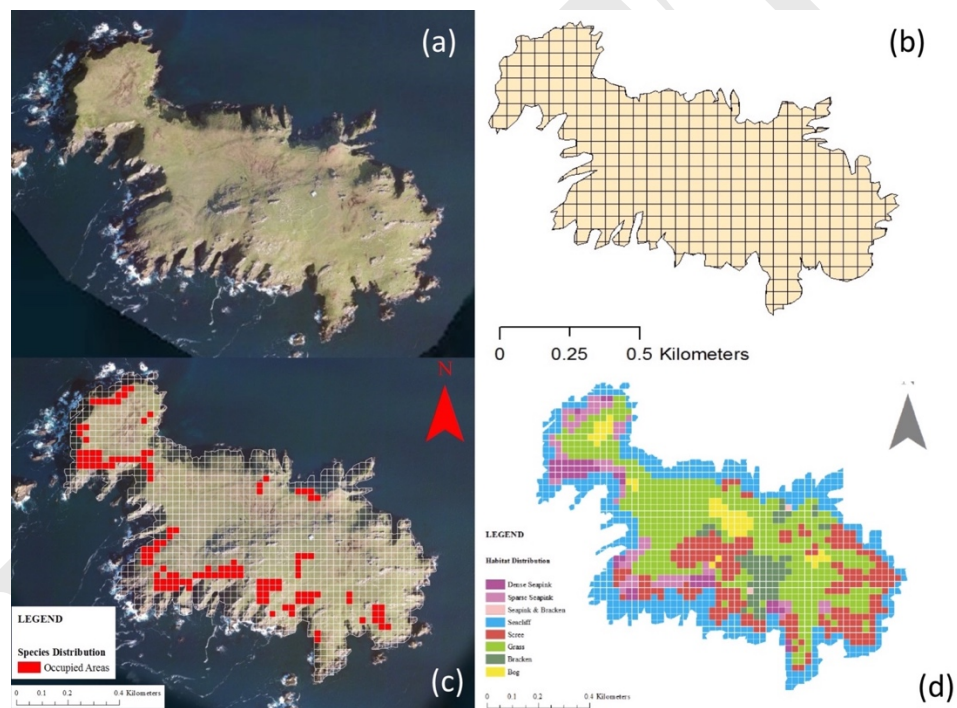 (a)
(b)
0 0.25 0.5 Kilometers
N
LEGEND
Species Distribution
Occupied Areas
0 0.1 0.2 0.4 Kilometers
(c)
LEGEND
Habitat Distribution
Dense Seapink
Sparse Seapink
Seapink & Bracken
Seacliff
Scree
Grass
Bracken
Bog
0 0.1 0.2 0.4 Kilometers
(d)